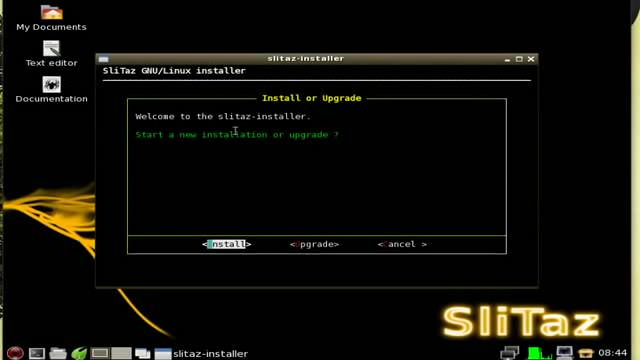 My Documents
Text editor
Documentation
slitaz-installer
SliTaz GNU/Linux installer
Install or Upgrade
Welcome to the slitaz-installer.
Start a new installation or upgrade ?
<Install> <Upgrade> <Cancel >
SliTaz
slitaz-installer
08:44